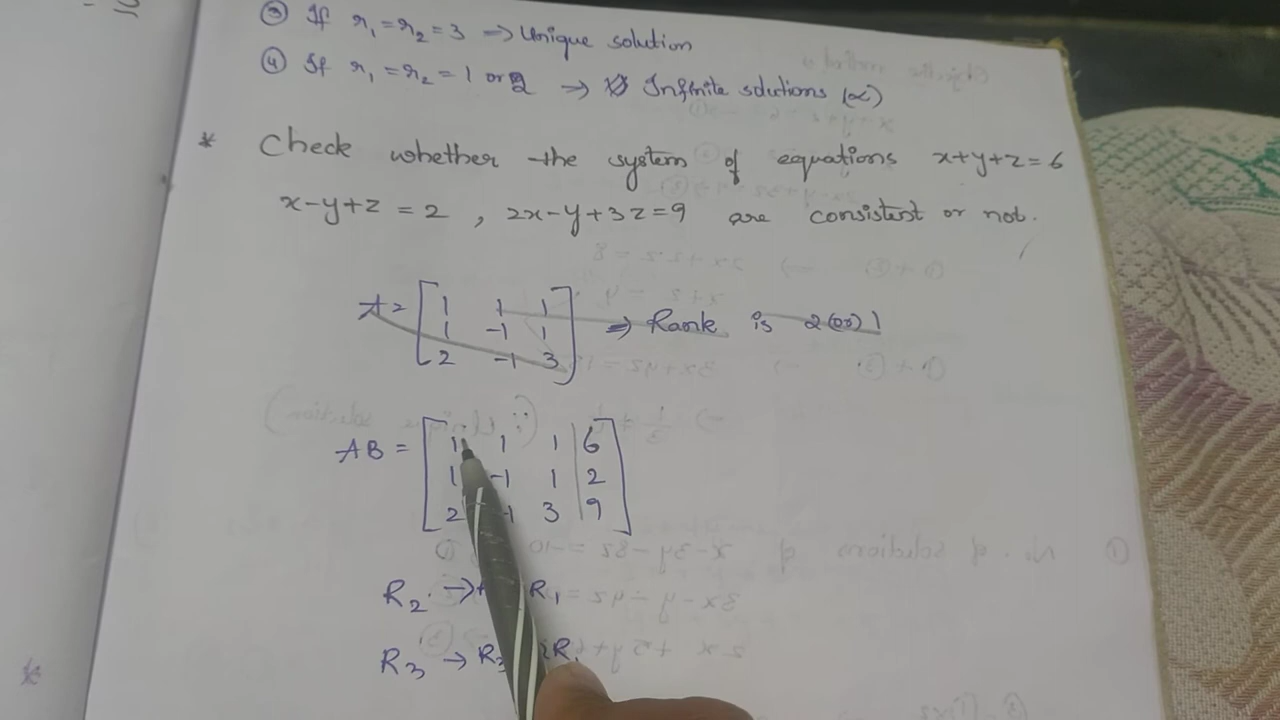 ③ If r₁ = r₂ = 3 => Unique solution
④ If r₁ = r₂ = 1 or 2 => Infinite solutions (∝)
* Check whether the system of equations x+y+z=6
x-y+z = 2 , 2x-y+3z=9 are consistent or not.
A = [ 1 1 1
1 -1 1
2 -1 3 ] => Rank is 2 (or) 1
AB = [ 1 1 1 | 6
1 -1 1 | 2
2 -1 3 | 9 ]
R₂ → R₁
R₃ → R₃ 2R₁